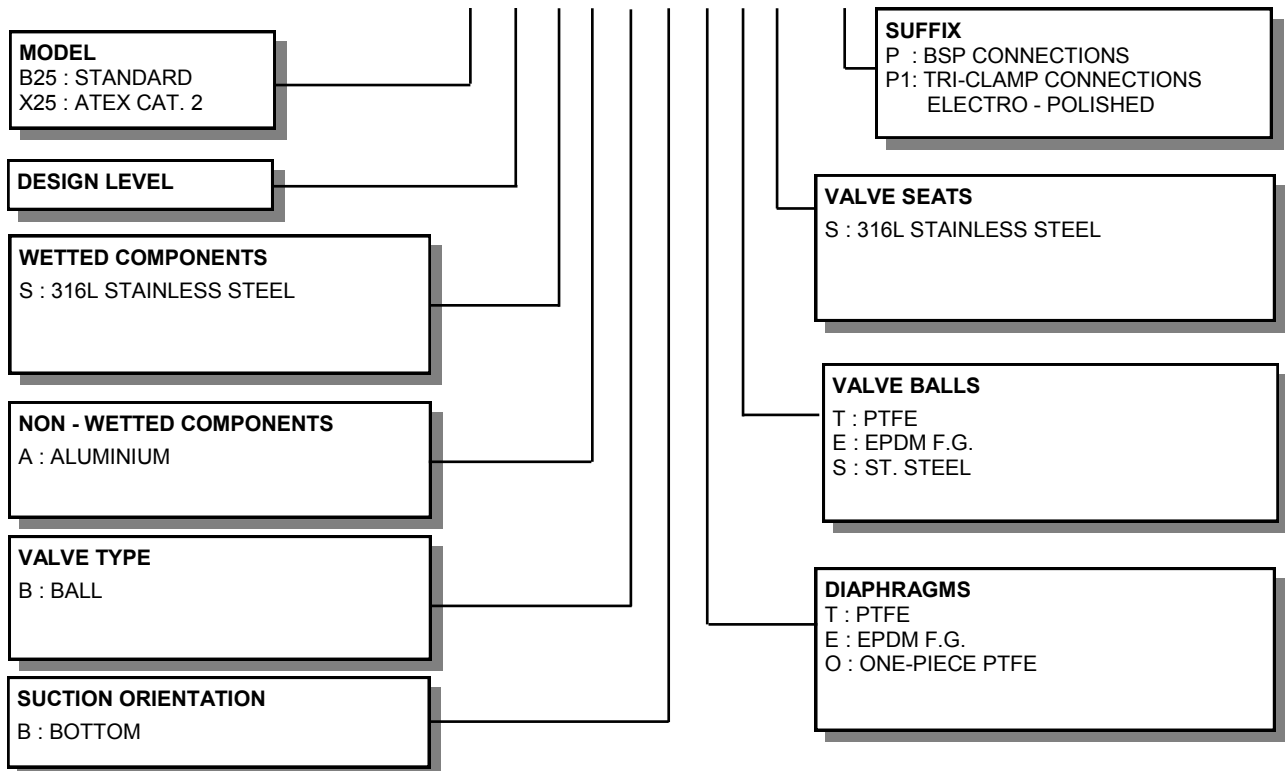 MODEL
B25 : STANDARD
X25 : ATEX CAT. 2
DESIGN LEVEL
WETTED COMPONENTS
S : 316L STAINLESS STEEL
NON - WETTED COMPONENTS
A : ALUMINIUM
VALVE TYPE
B : BALL
SUCTION ORIENTATION
B : BOTTOM
SUFFIX
P : BSP CONNECTIONS
P1: TRI-CLAMP CONNECTIONS
ELECTRO - POLISHED
VALVE SEATS
S : 316L STAINLESS STEEL
VALVE BALLS
T : PTFE
E : EPDM F.G.
S : ST. STEEL
DIAPHRAGMS
T : PTFE
E : EPDM F.G.
O : ONE-PIECE PTFE